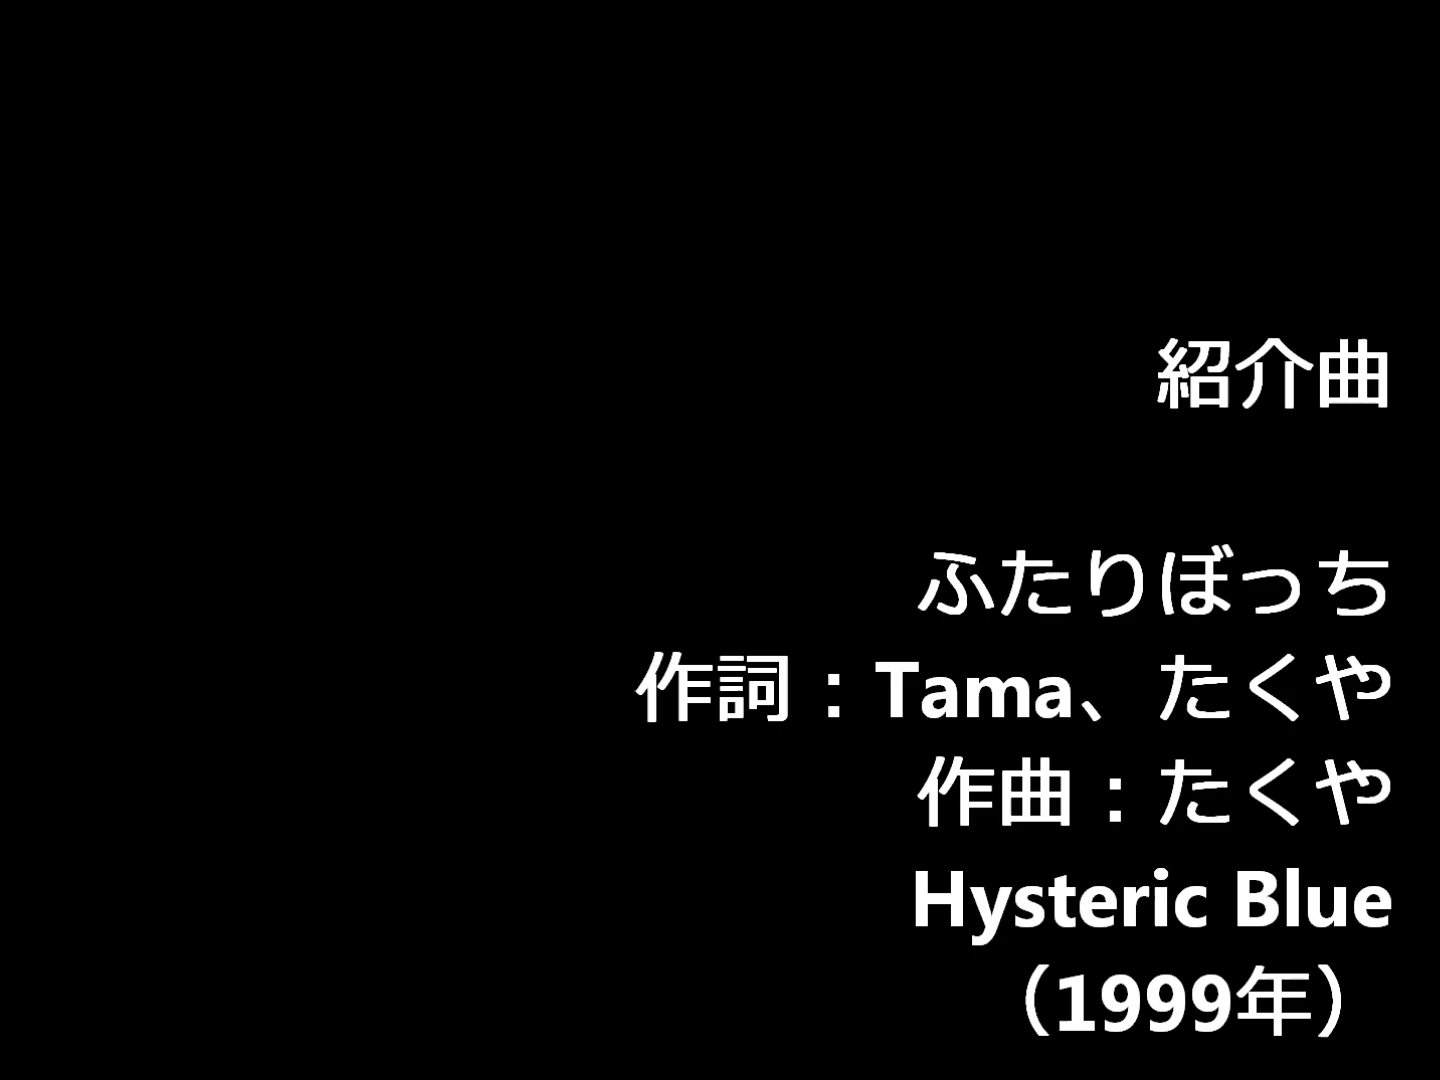 紹介曲
ふたりぼっち
作詞：Tama、たくや
作曲：たくや
Hysteric Blue
（1999年）